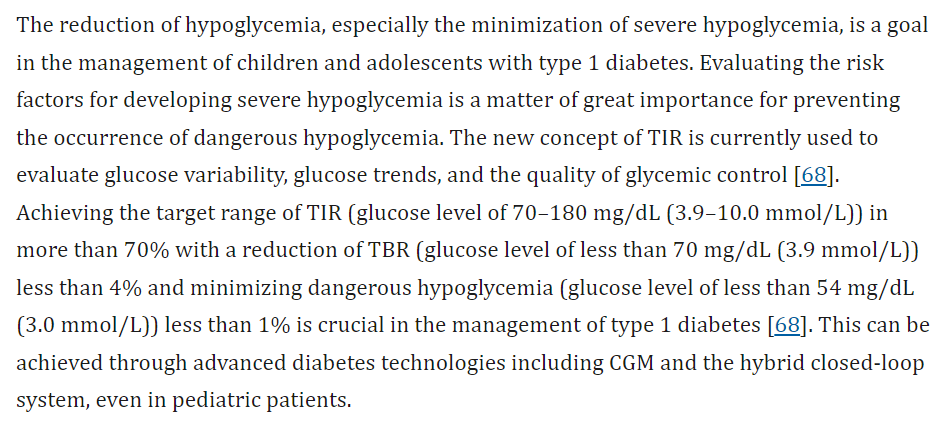 The reduction of hypoglycemia, especially the minimization of severe hypoglycemia, is a goal
in the management of children and adolescents with type 1 diabetes. Evaluating the risk
factors for developing severe hypoglycemia is a matter of great importance for preventing
the occurrence of dangerous hypoglycemia. The new concept of TIR is currently used to
evaluate glucose variability, glucose trends, and the quality of glycemic control [68].
Achieving the target range of TIR (glucose level of 70–180 mg/dL (3.9–10.0 mmol/L)) in
more than 70% with a reduction of TBR (glucose level of less than 70 mg/dL (3.9 mmol/L))
less than 4% and minimizing dangerous hypoglycemia (glucose level of less than 54 mg/dL
(3.0 mmol/L)) less than 1% is crucial in the management of type 1 diabetes [68]. This can be
achieved through advanced diabetes technologies including CGM and the hybrid closed-loop
system, even in pediatric patients.